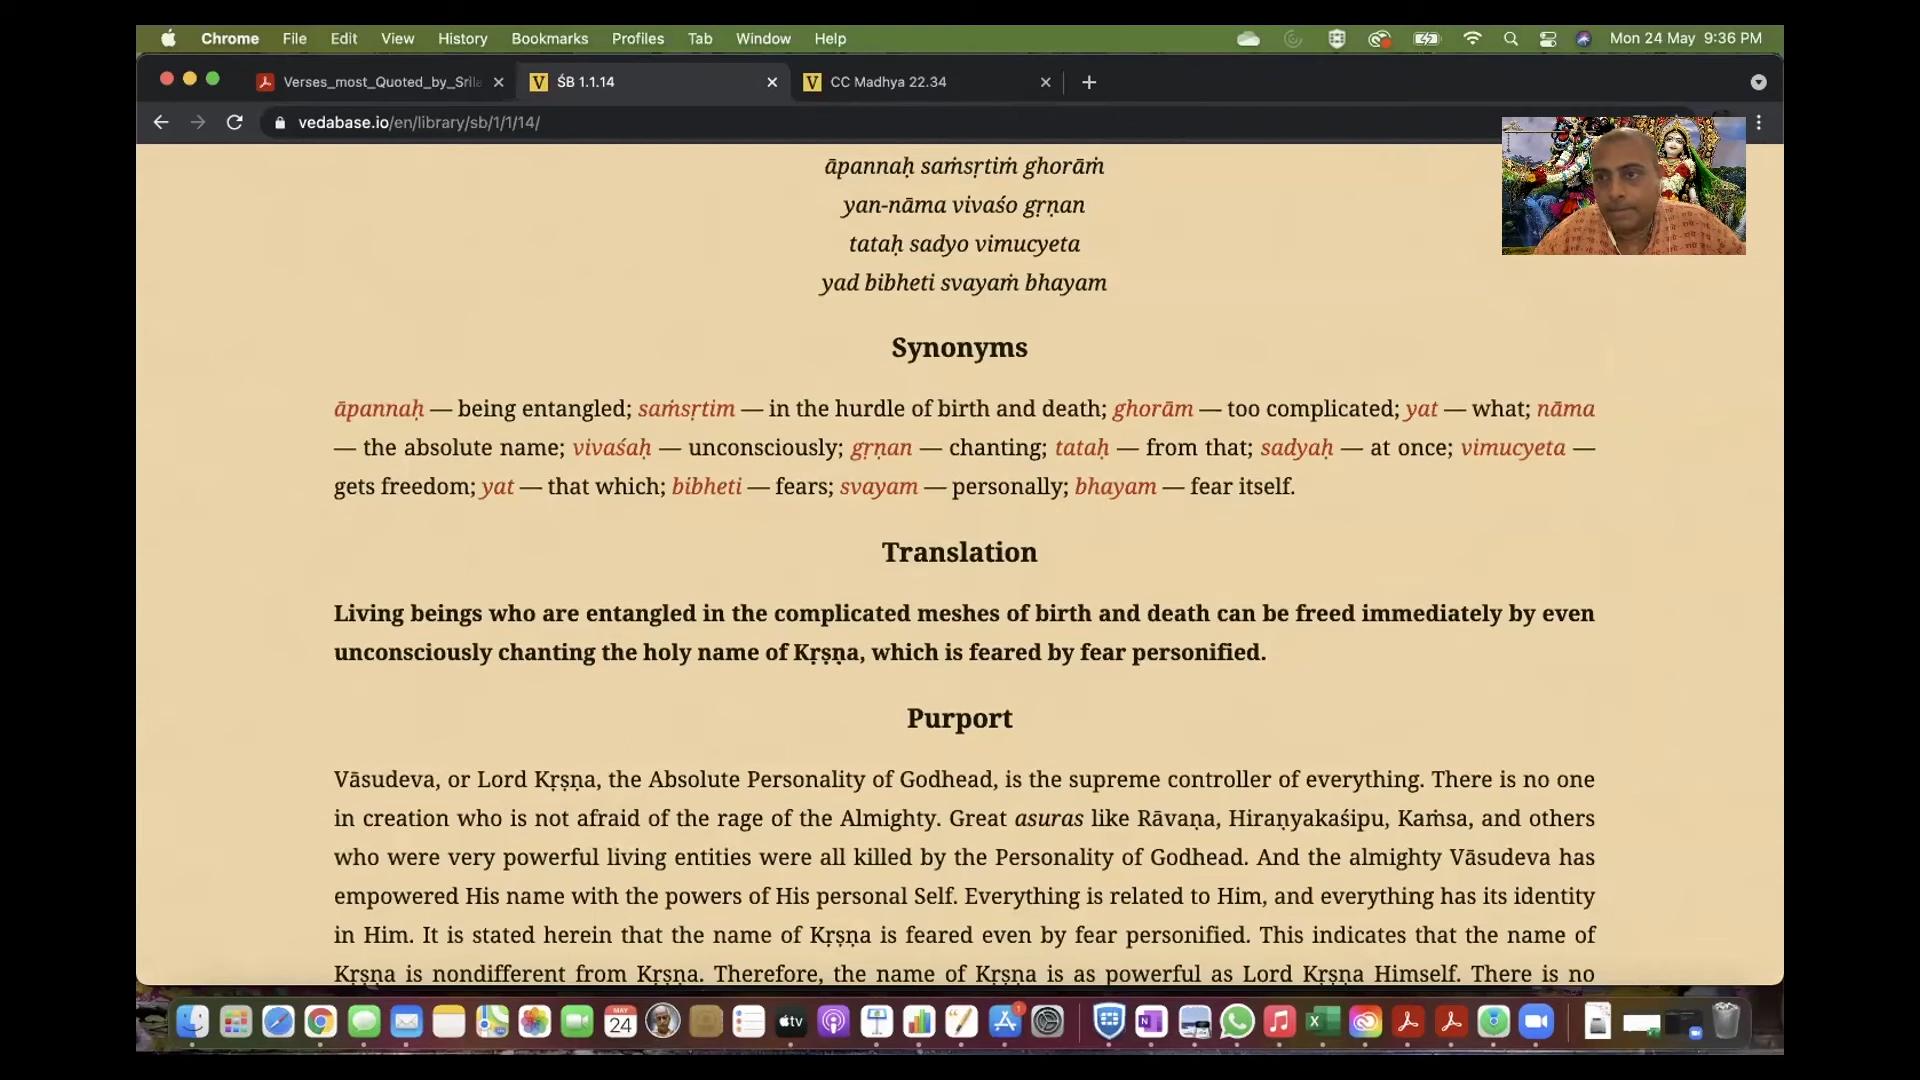 Chrome File Edit View History Bookmarks Profiles Tab Window Help Mon 24 May 9:36 PM
Verses_most_Quoted_by_Srila ŚB 1.1.14 CC Madhya 22.34
vedabase.io/en/library/sb/1/1/14/
āpannaḥ saṁsṛtiṁ ghorāṁ
yan-nāma vivaśo gṛṇan
tataḥ sadyo vimucyeta
yad bibheti svayaṁ bhayam
Synonyms
āpannaḥ — being entangled; saṁsṛtim — in the hurdle of birth and death; ghorām — too complicated; yat — what; nāma
— the absolute name; vivaśaḥ — unconsciously; gṛṇan — chanting; tataḥ — from that; sadyaḥ — at once; vimucyeta —
gets freedom; yat — that which; bibheti — fears; svayam — personally; bhayam — fear itself.
Translation
Living beings who are entangled in the complicated meshes of birth and death can be freed immediately by even
unconsciously chanting the holy name of Kṛṣṇa, which is feared by fear personified.
Purport
Vāsudeva, or Lord Kṛṣṇa, the Absolute Personality of Godhead, is the supreme controller of everything. There is no one
in creation who is not afraid of the rage of the Almighty. Great asuras like Rāvaṇa, Hiraṇyakaśipu, Kaṁsa, and others
who were very powerful living entities were all killed by the Personality of Godhead. And the almighty Vāsudeva has
empowered His name with the powers of His personal Self. Everything is related to Him, and everything has its identity
in Him. It is stated herein that the name of Kṛṣṇa is feared even by fear personified. This indicates that the name of
Kṛṣṇa is nondifferent from Kṛṣṇa. Therefore, the name of Kṛṣṇa is as powerful as Lord Kṛṣṇa Himself. There is no
MAY
24
tv
1